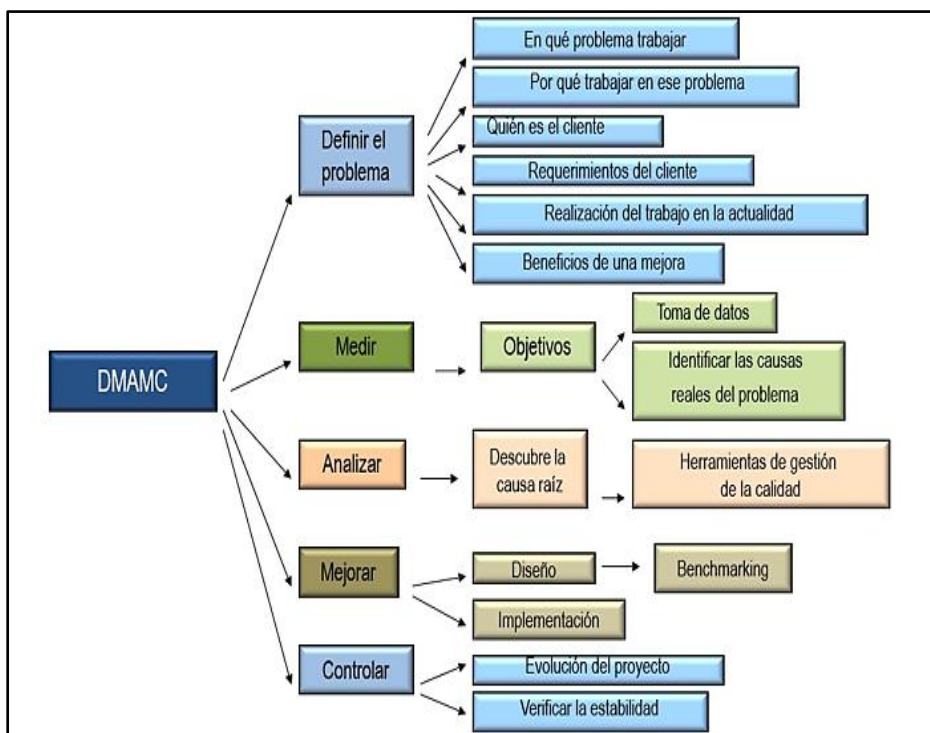 En qué problema trabajar
Por qué trabajar en ese problema
Quién es el cliente
Requerimientos del cliente
Realización del trabajo en la actualidad
Beneficios de una mejora
Definir el
problema
DMAMC
Medir
Objetivos
Toma de datos
Identificar las causas
reales del problema
Analizar
Descubre la
causa raíz
Herramientas de gestión
de la calidad
Mejorar
Diseño
Benchmarking
Implementación
Controlar
Evolución del proyecto
Verificar la estabilidad